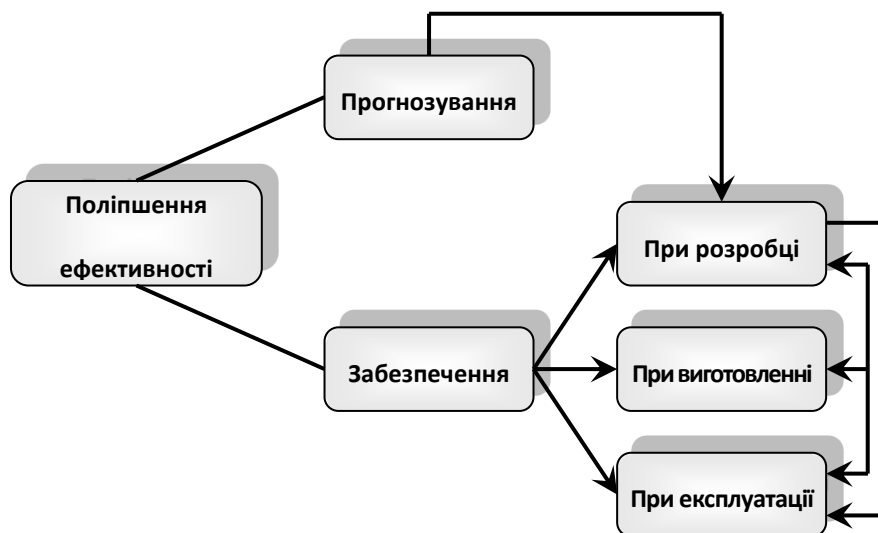 Прогнозування
Поліпшення
ефективності
При розробці
Забезпечення
При виготовленні
При експлуатації